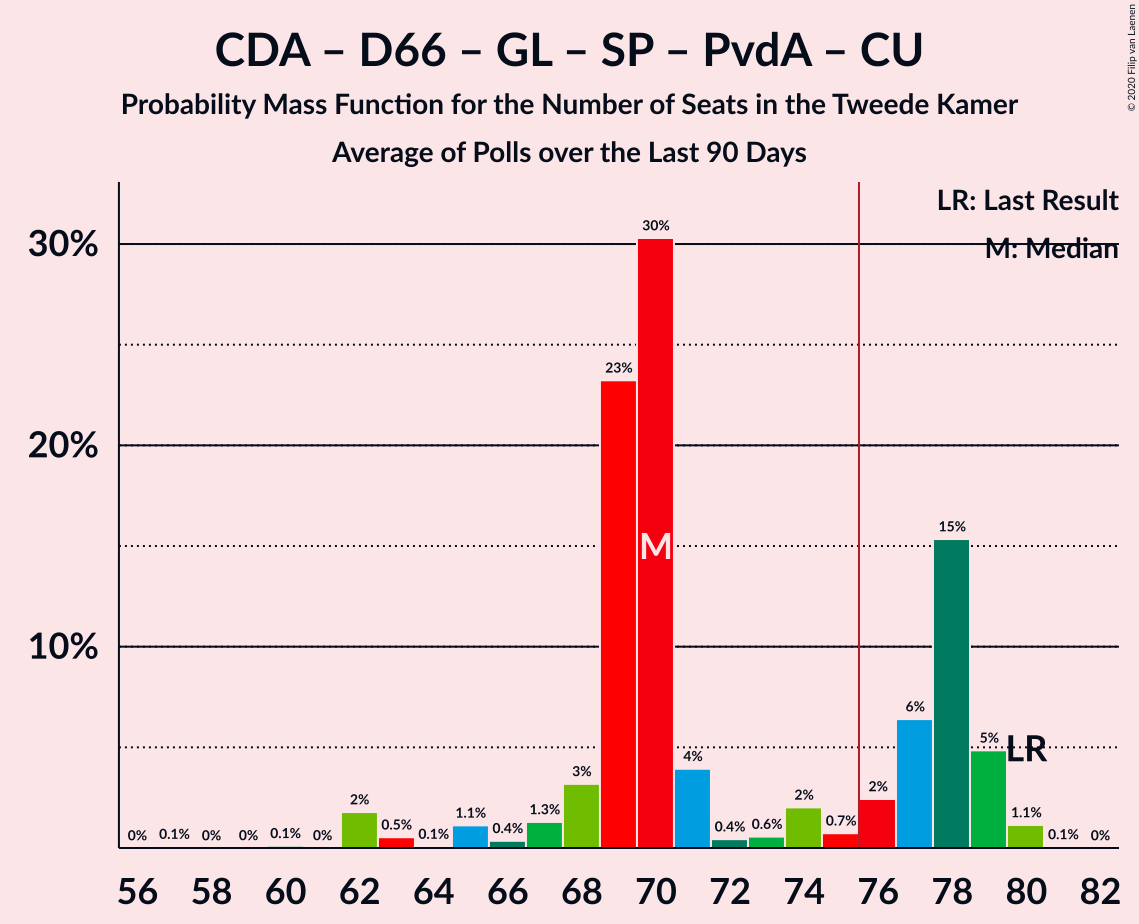 CDA – D66 – GL – SP – PvdA – CU
Probability Mass Function for the Number of Seats in the Tweede Kamer
Average of Polls over the Last 90 Days
© 2020 Filip van Laenen
LR: Last Result
M: Median
30%
20%
10%
0% 0.1% 0% 0% 0.1% 0% 2% 0.5% 0.1% 1.1% 0.4% 1.3% 3% 23% 30% 4% 0.4% 0.6% 2% 0.7% 2% 6% 15% 5% 1.1% 0.1% 0%
M
LR
56 58 60 62 64 66 68 70 72 74 76 78 80 82